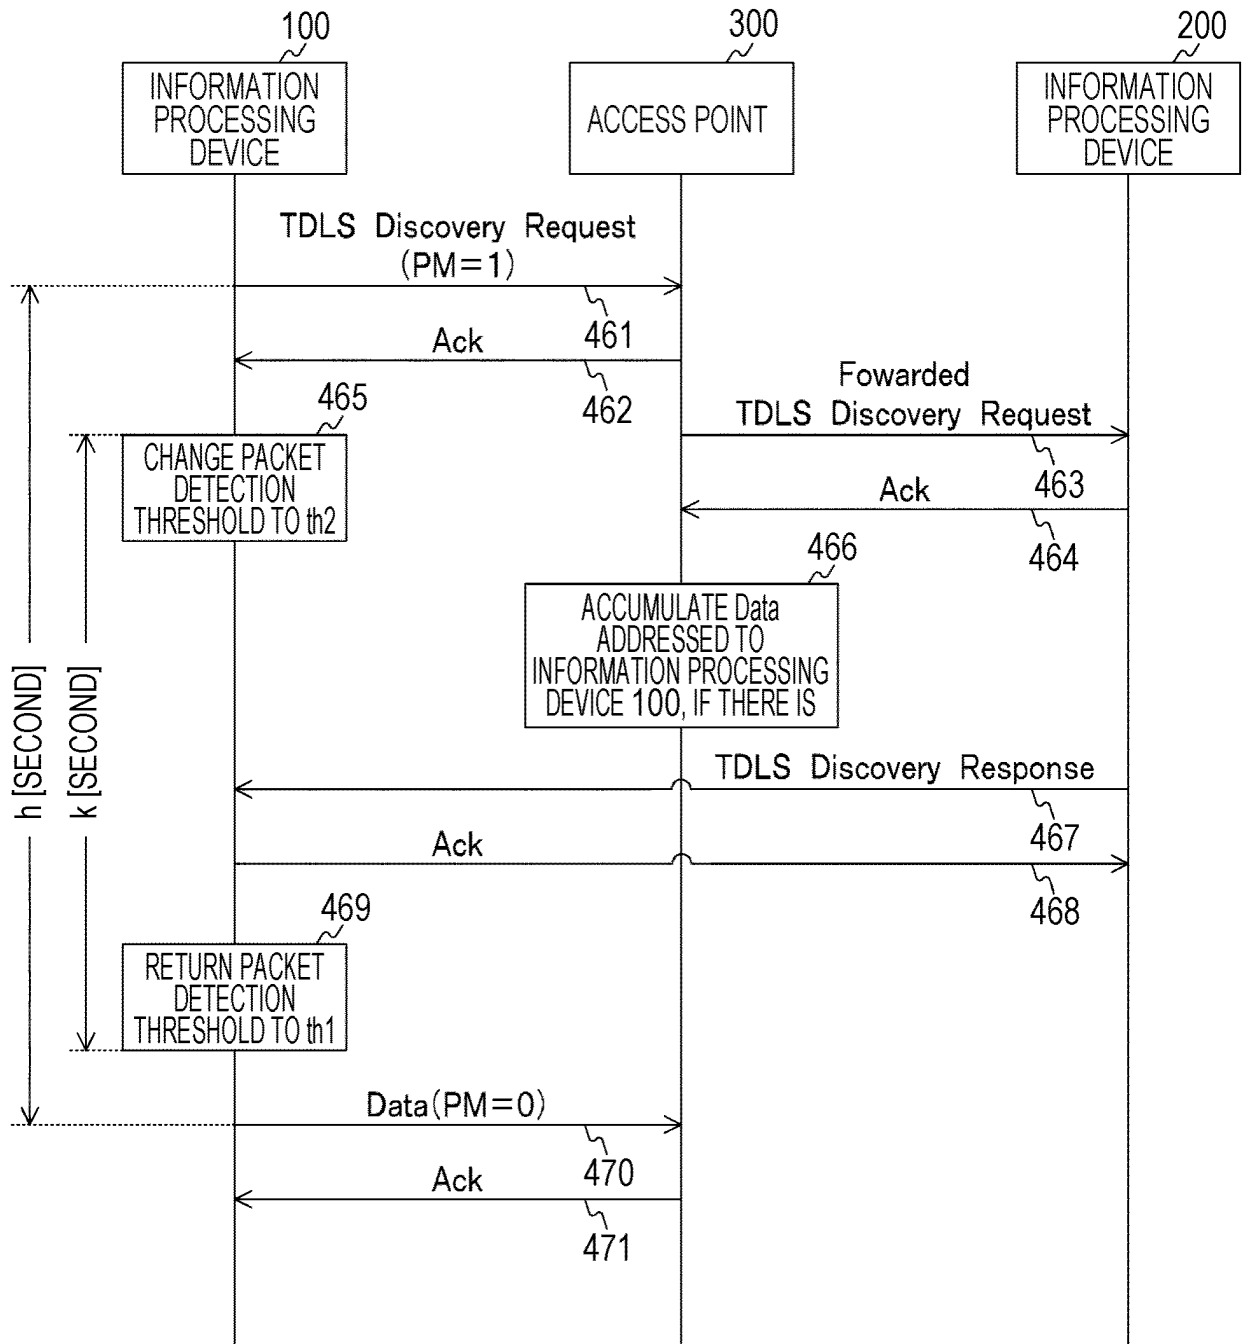 100
300
200
INFORMATION
PROCESSING
DEVICE
ACCESS POINT
INFORMATION
PROCESSING
DEVICE
TDLS Discovery Request
(PM=1)
461
Ack
462
Fowarded
TDLS Discovery Request
463
465
CHANGE PACKET
DETECTION
THRESHOLD TO th2
Ack
464
466
ACCUMULATE Data
ADDRESSED TO
INFORMATION PROCESSING
DEVICE 100, IF THERE IS
h [SECOND]
k [SECOND]
TDLS Discovery Response
467
Ack
468
469
RETURN PACKET
DETECTION
THRESHOLD TO th1
Data(PM=0)
470
Ack
471